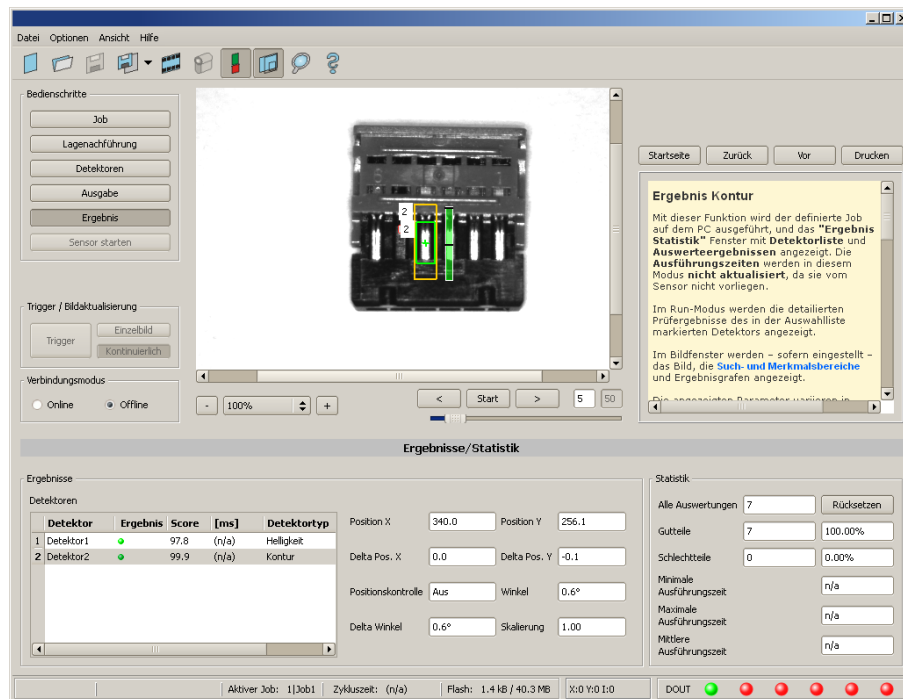 Datei Optionen Ansicht Hilfe
Bedienschritte
Job
Lagenachführung
Detektoren
Ausgabe
Ergebnis
Sensor starten
Trigger / Bildaktualisierung
Trigger
Einzelbild
Kontinuierlich
Verbindungsmodus
Online Offline
2
2
- 100% +
< Start > 5 50
Startseite Zurück Vor Drucken
Ergebnis Kontur
Mit dieser Funktion wird der definierte Job
auf dem PC ausgeführt, und das "Ergebnis
Statistik" Fenster mit Detektorliste und
Auswerteergebnissen angezeigt. Die
Ausführungszeiten werden in diesem
Modus nicht aktualisiert, da sie vom
Sensor nicht vorliegen.
Im Run-Modus werden die detailierten
Prüfergebnisse des in der Auswahlliste
markierten Detektors angezeigt.
Im Bildfenster werden – sofern eingestellt –
das Bild, die Such- und Merkmalsbereiche
und Ergebnisgrafen angezeigt.
Die angezeigten Parameter variieren in
Ergebnisse/Statistik
Ergebnisse
Detektoren
Detektor Ergebnis Score [ms] Detektortyp
1 Detektor1 97.8 (n/a) Helligkeit
2 Detektor2 99.9 (n/a) Kontur
Position X 340.0 Position Y 256.1
Delta Pos. X 0.0 Delta Pos. Y -0.1
Positionskontrolle Aus Winkel 0.6°
Delta Winkel 0.6° Skalierung 1.00
Statistik
Alle Auswertungen 7 Rücksetzen
Gutteile 7 100.00%
Schlechtteile 0 0.00%
Minimale
Ausführungszeit n/a
Maximale
Ausführungszeit n/a
Mittlere
Ausführungszeit n/a
Aktiver Job: 1|Job1 Zykluszeit: (n/a) Flash: 1.4 kB / 40.3 MB X:0 Y:0 I:0 DOUT